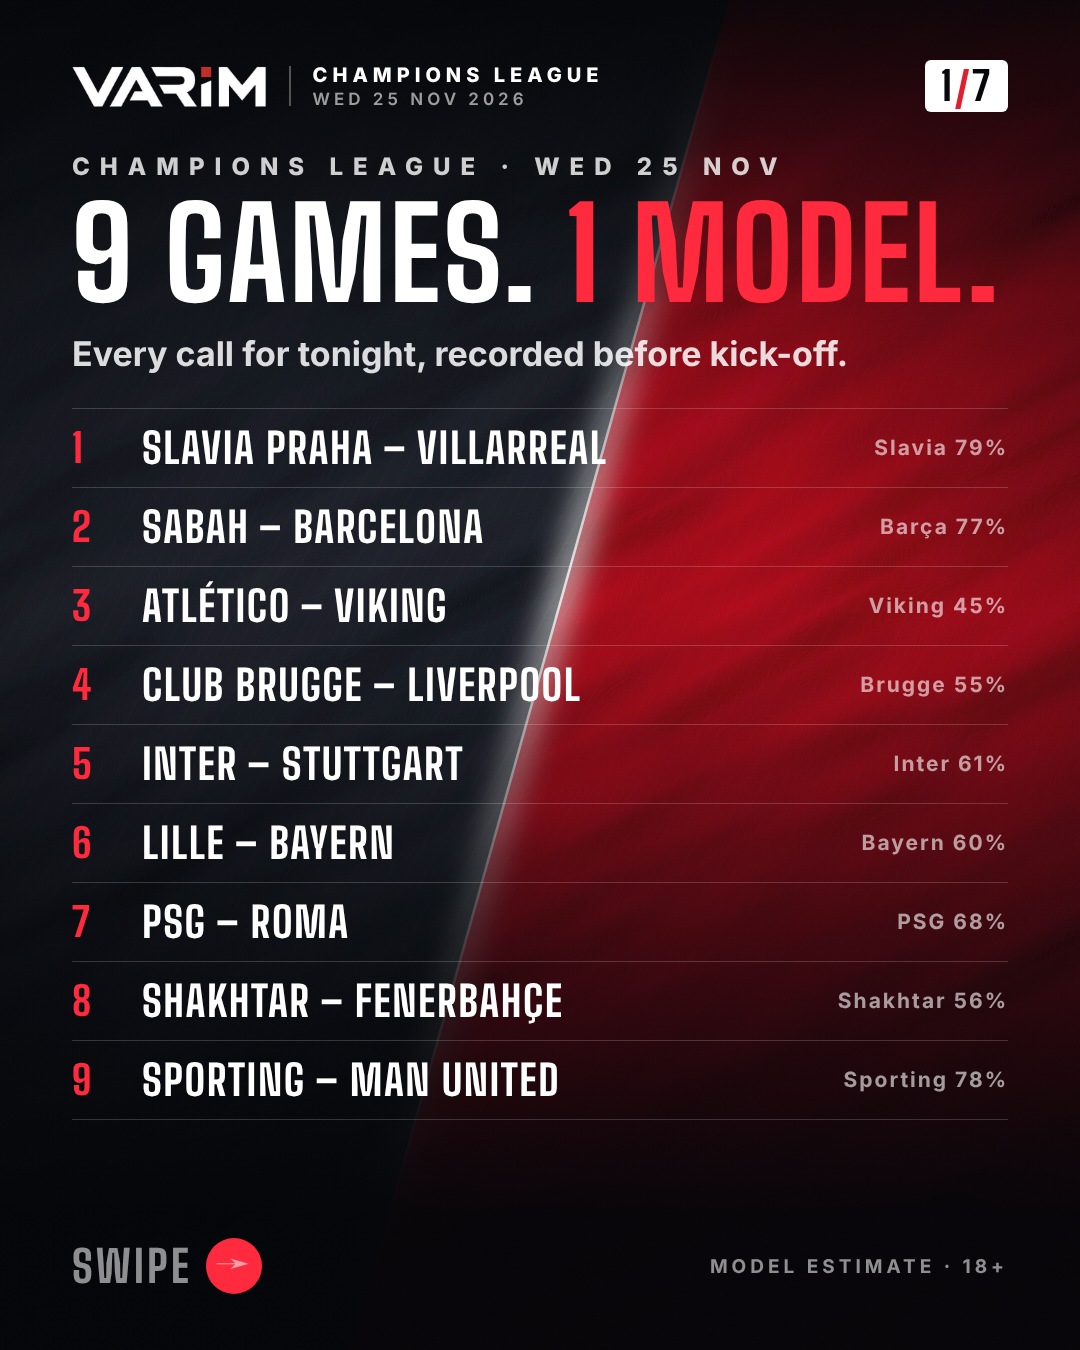 VARiM
CHAMPIONS LEAGUE
WED 25 NOV 2026
1/7
CHAMPIONS LEAGUE · WED 25 NOV
9 GAMES. 1 MODEL.
Every call for tonight, recorded before kick-off.
1 SLAVIA PRAHA – VILLARREAL Slavia 79%
2 SABAH – BARCELONA Barça 77%
3 ATLÉTICO – VIKING Viking 45%
4 CLUB BRUGGE – LIVERPOOL Brugge 55%
5 INTER – STUTTGART Inter 61%
6 LILLE – BAYERN Bayern 60%
7 PSG – ROMA PSG 68%
8 SHAKHTAR – FENERBAHÇE Shakhtar 56%
9 SPORTING – MAN UNITED Sporting 78%
SWIPE
MODEL ESTIMATE · 18+